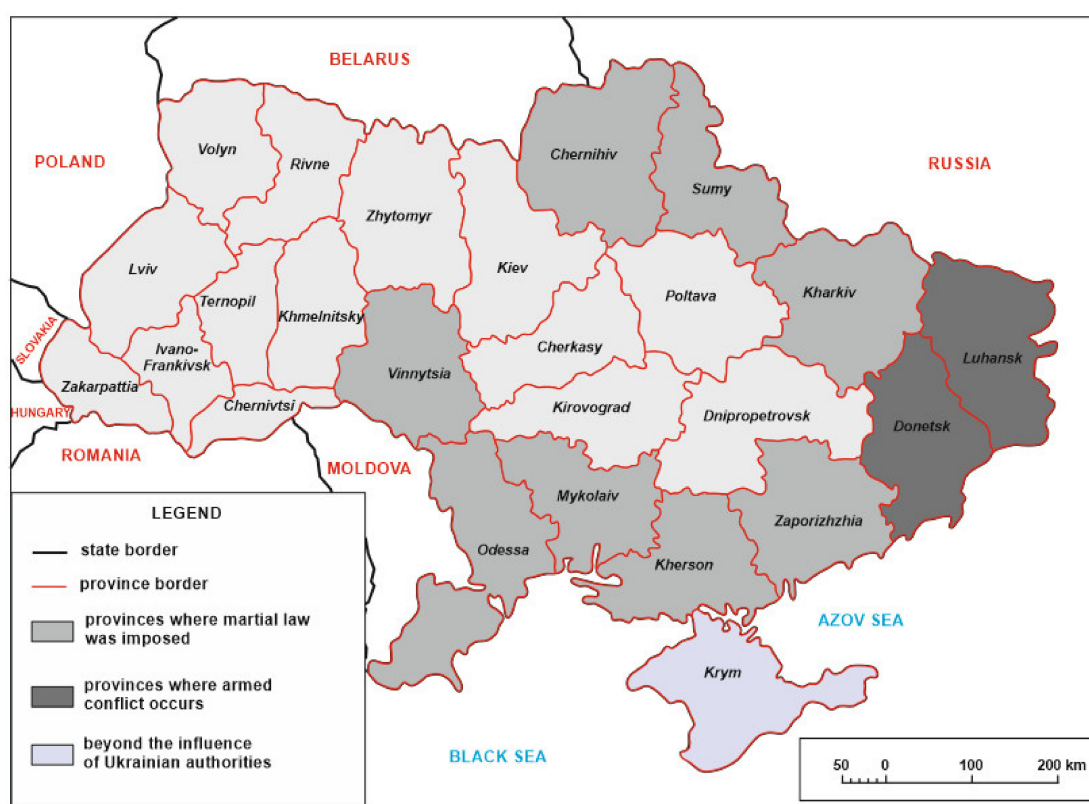 BELARUS
POLAND
RUSSIA
Volyn
Rivne
Chernihiv
Sumy
Zhytomyr
Lviv
Kiev
Ternopil
Khmelnitsky
Poltava
Kharkiv
SLOVAKIA
Ivano-
Frankivsk
Cherkasy
Luhansk
Zakarpattia
Vinnytsia
Chernivtsi
Kirovograd
Dnipropetrovsk
Donetsk
HUNGARY
ROMANIA
MOLDOVA
Mykolaiv
Zaporizhzhia
Odessa
Kherson
AZOV SEA
Krym
BLACK SEA
LEGEND
state border
province border
provinces where martial law
was imposed
provinces where armed
conflict occurs
beyond the influence
of Ukrainian authorities
50 0 100 200 km